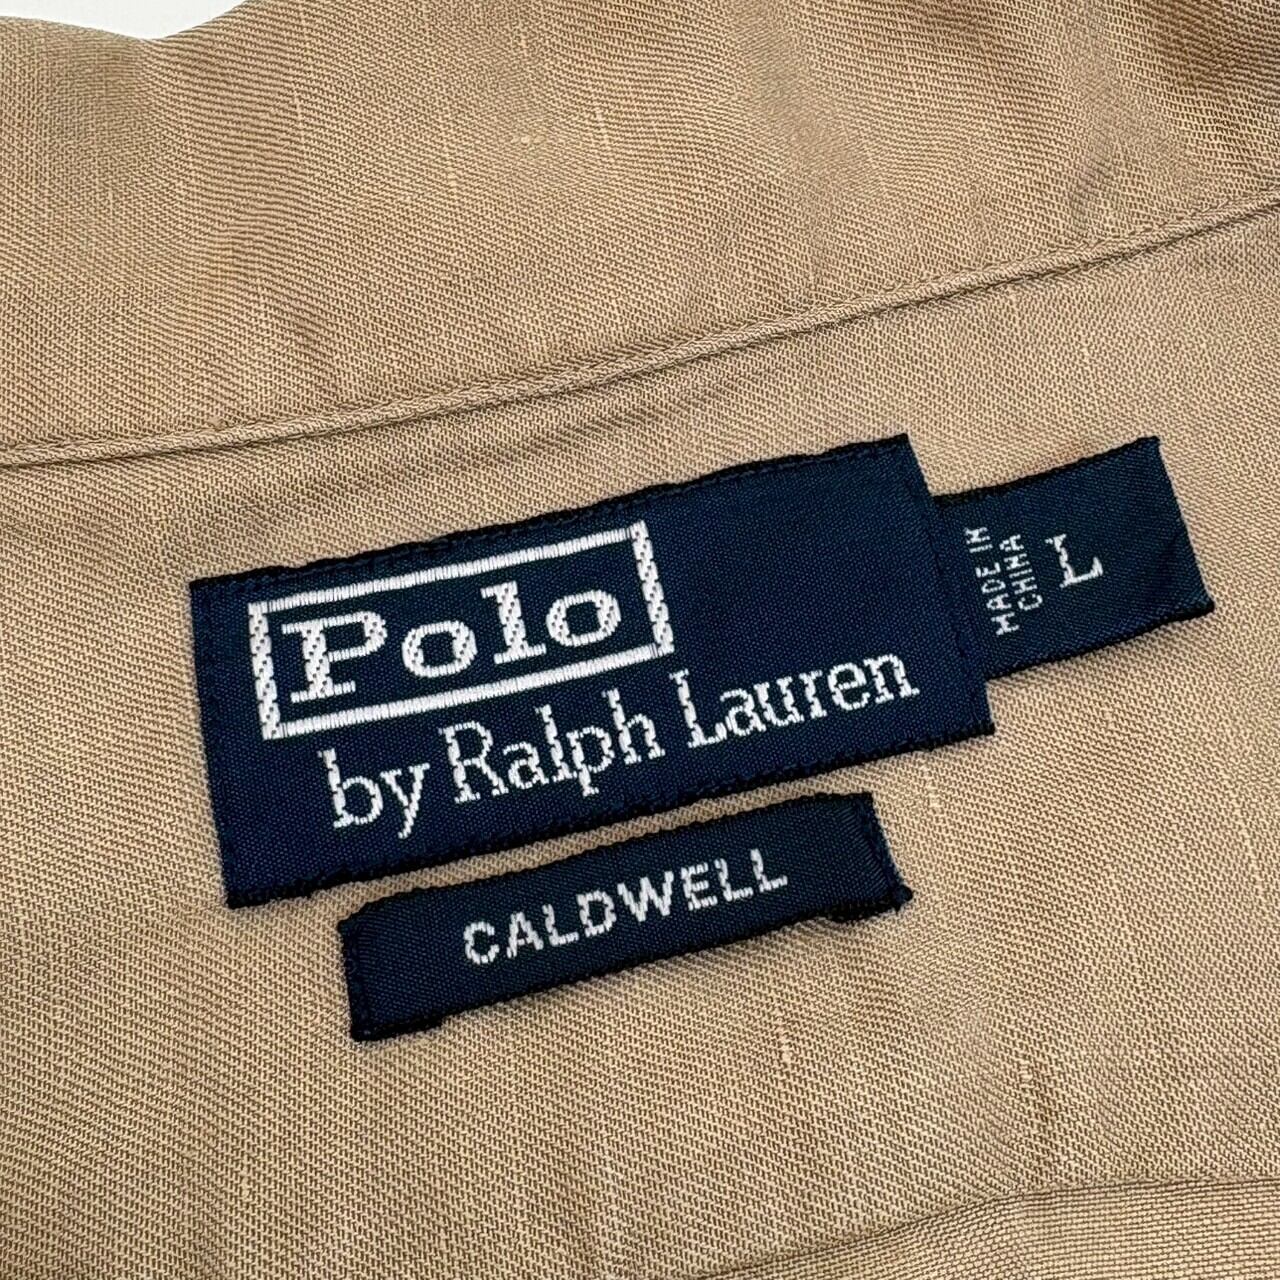 Polo
by Ralph Lauren
MADE IN
CHINA
L
CALDWELL